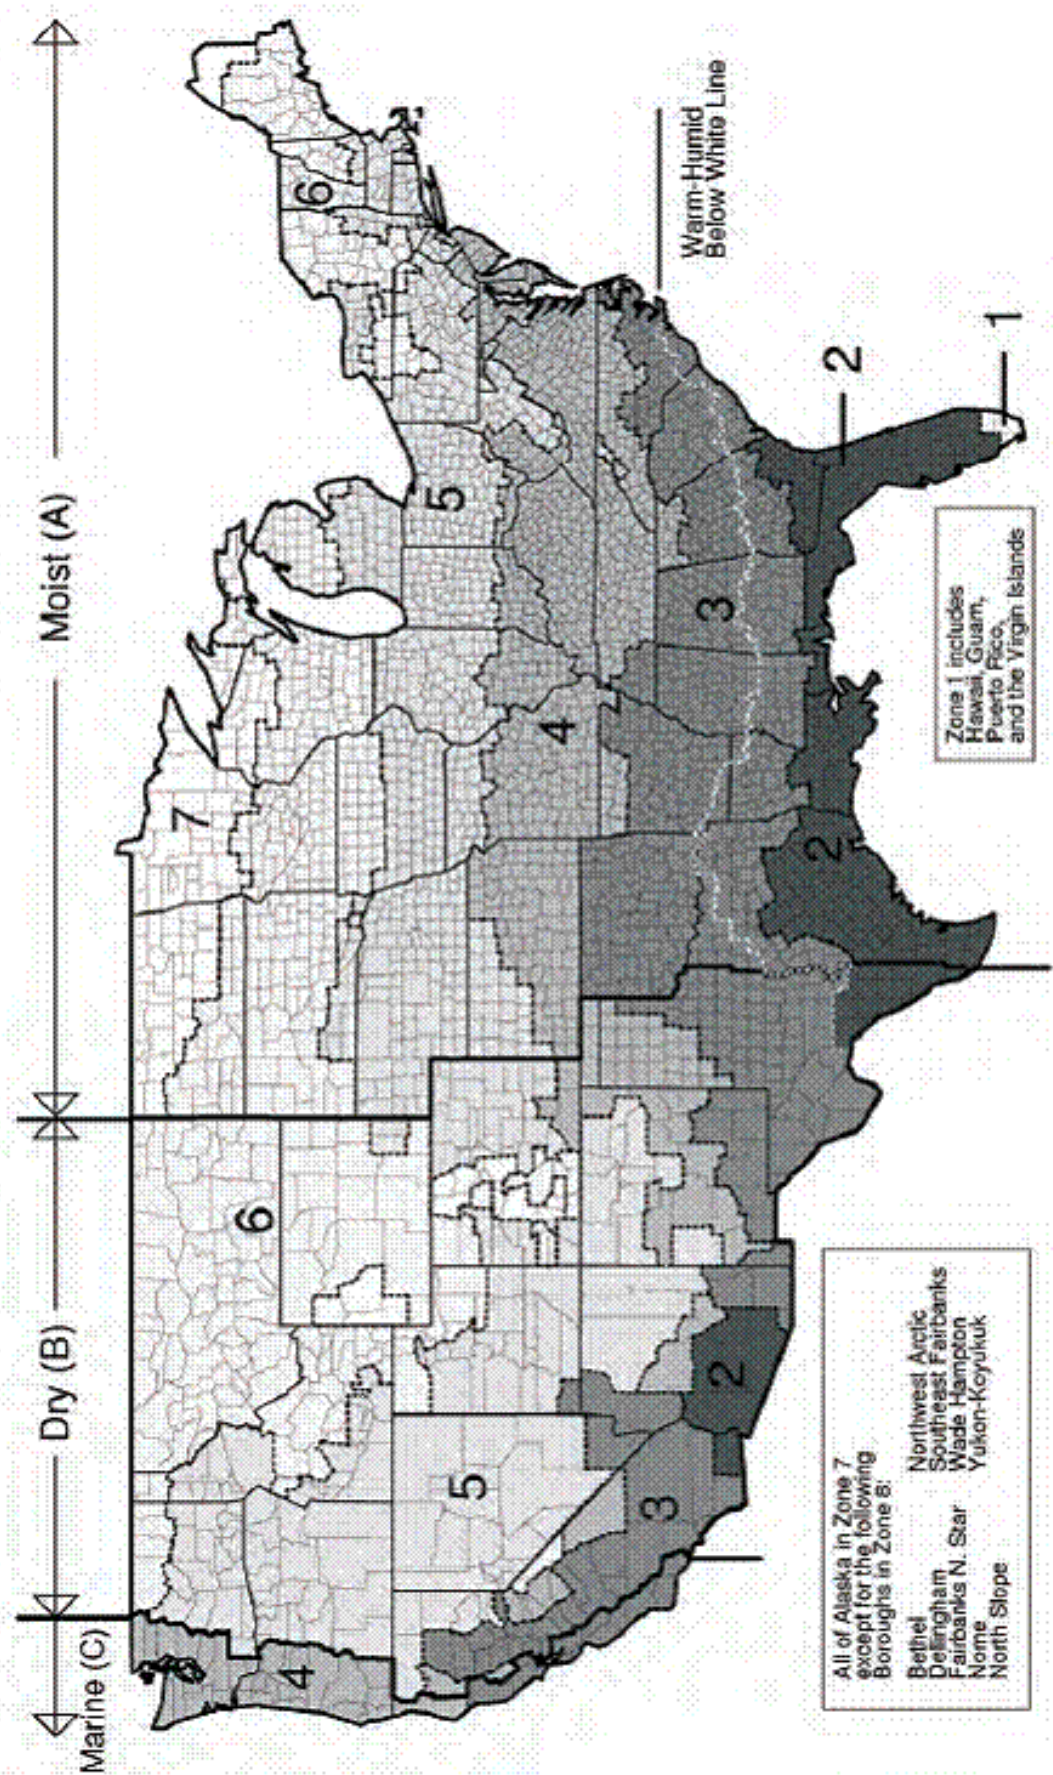 Marine (C)
Dry (B)
Moist (A)
7
6
6
5
5
4
4
3
3
2
2
2
1
Warm-Humid
Below White Line
All of Alaska in Zone 7
except for the following
Boroughs in Zone 8:
Bethel
Dellingham
Fairbanks N. Star
Nome
North Slope
Northwest Arctic
Southeast Fairbanks
Wade Hampton
Yukon-Koyukuk
Zone 1 includes
Hawaii, Guam,
Puerto Rico,
and the Virgin Islands